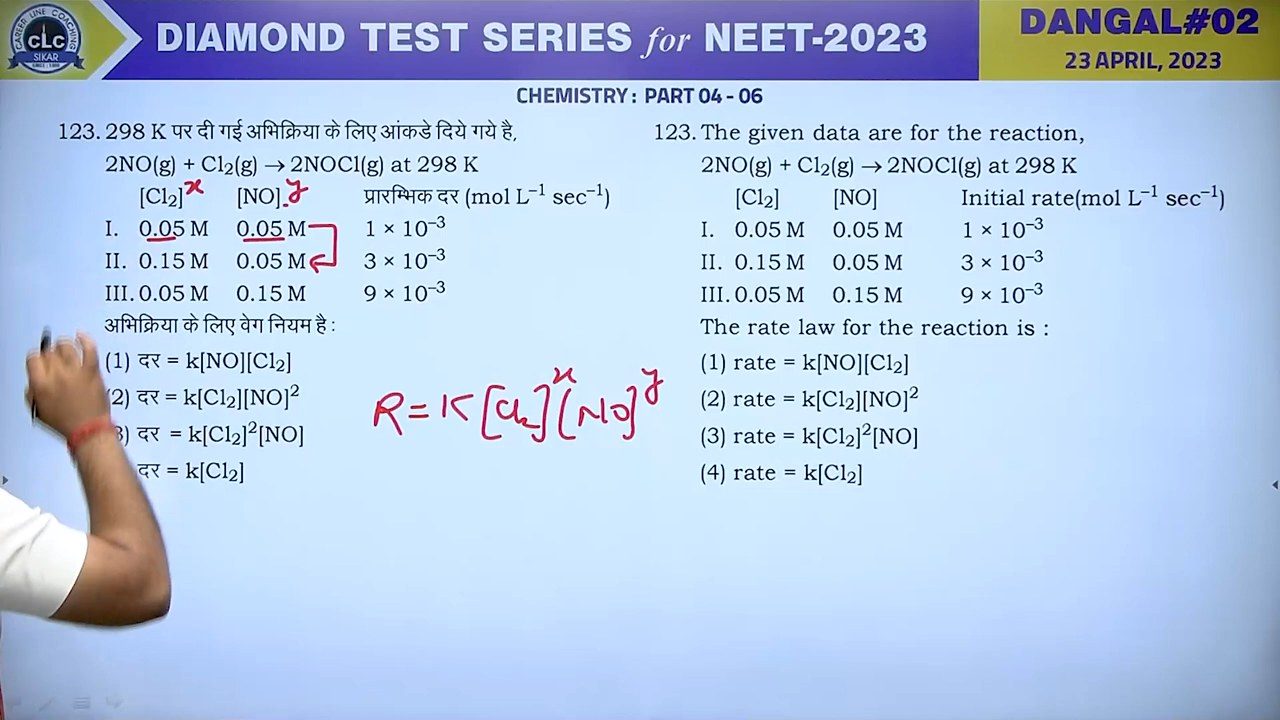 CAREER LINE COACHING
CLC
SIKAR
SINCE : 1996
DIAMOND TEST SERIES for NEET-2023
DANGAL#02
23 APRIL, 2023
CHEMISTRY : PART 04 - 06
123. 298 K पर दी गई अभिक्रिया के लिए आंकडे दिये गये है,
2NO(g) + Cl₂(g) → 2NOCl(g) at 298 K
[Cl₂]ˣ [NO]ʸ प्रारम्भिक दर (mol L⁻¹ sec⁻¹)
I. 0.05 M 0.05 M 1 × 10⁻³
II. 0.15 M 0.05 M 3 × 10⁻³
III. 0.05 M 0.15 M 9 × 10⁻³
अभिक्रिया के लिए वेग नियम है :
(1) दर = k[NO][Cl₂]
2) दर = k[Cl₂][NO]²
) दर = k[Cl₂]²[NO]
दर = k[Cl₂]
R = K [Cl₂]ˣ [NO]ʸ
123. The given data are for the reaction,
2NO(g) + Cl₂(g) → 2NOCl(g) at 298 K
[Cl₂] [NO] Initial rate(mol L⁻¹ sec⁻¹)
I. 0.05 M 0.05 M 1 × 10⁻³
II. 0.15 M 0.05 M 3 × 10⁻³
III. 0.05 M 0.15 M 9 × 10⁻³
The rate law for the reaction is :
(1) rate = k[NO][Cl₂]
(2) rate = k[Cl₂][NO]²
(3) rate = k[Cl₂]²[NO]
(4) rate = k[Cl₂]